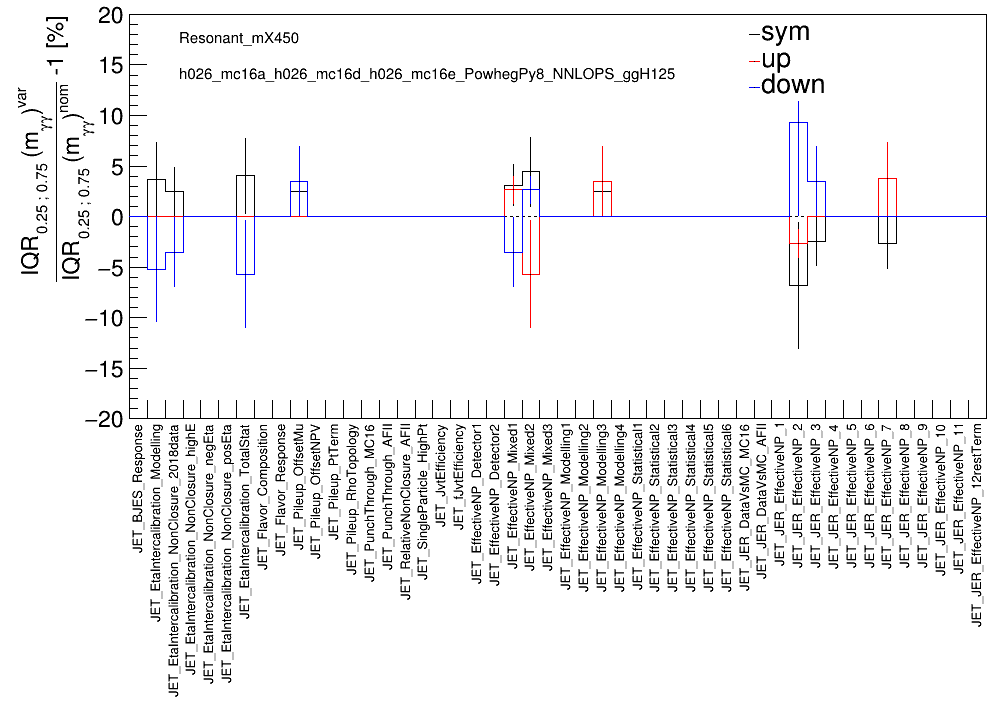 IQR0.25 ; 0.75 (mγγ)var
IQR0.25 ; 0.75 (mγγ)nom -1 [%]
20
15
10
5
0
−5
−10
−15
−20
Resonant_mX450
h026_mc16a_h026_mc16d_h026_mc16e_PowhegPy8_NNLOPS_ggH125
sym
up
down
JET_BJES_Response
JET_EtaIntercalibration_Modelling
JET_EtaIntercalibration_NonClosure_2018data
JET_EtaIntercalibration_NonClosure_highE
JET_EtaIntercalibration_NonClosure_negEta
JET_EtaIntercalibration_NonClosure_posEta
JET_EtaIntercalibration_TotalStat
JET_Flavor_Composition
JET_Flavor_Response
JET_Pileup_OffsetMu
JET_Pileup_OffsetNPV
JET_Pileup_PtTerm
JET_Pileup_RhoTopology
JET_PunchThrough_MC16
JET_PunchThrough_AFII
JET_RelativeNonClosure_AFII
JET_SingleParticle_HighPt
JET_JvtEfficiency
JET_fJvtEfficiency
JET_EffectiveNP_Detector1
JET_EffectiveNP_Detector2
JET_EffectiveNP_Mixed1
JET_EffectiveNP_Mixed2
JET_EffectiveNP_Mixed3
JET_EffectiveNP_Modelling1
JET_EffectiveNP_Modelling2
JET_EffectiveNP_Modelling3
JET_EffectiveNP_Modelling4
JET_EffectiveNP_Statistical1
JET_EffectiveNP_Statistical2
JET_EffectiveNP_Statistical3
JET_EffectiveNP_Statistical4
JET_EffectiveNP_Statistical5
JET_EffectiveNP_Statistical6
JET_JER_DataVsMC_MC16
JET_JER_DataVsMC_AFII
JET_JER_EffectiveNP_1
JET_JER_EffectiveNP_2
JET_JER_EffectiveNP_3
JET_JER_EffectiveNP_4
JET_JER_EffectiveNP_5
JET_JER_EffectiveNP_6
JET_JER_EffectiveNP_7
JET_JER_EffectiveNP_8
JET_JER_EffectiveNP_9
JET_JER_EffectiveNP_10
JET_JER_EffectiveNP_11
JET_JER_EffectiveNP_12restTerm